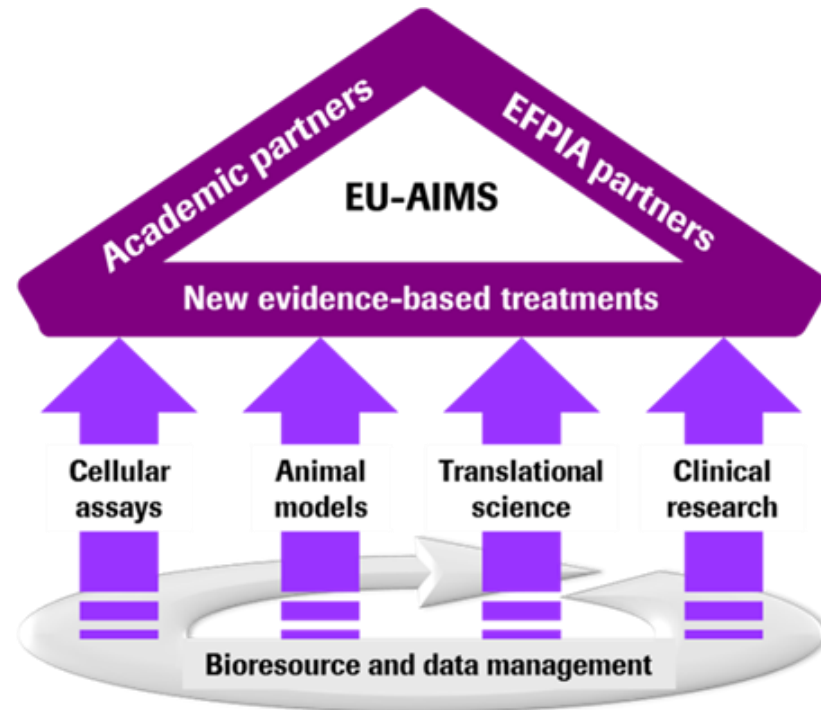 Academic partners
EFPIA partners
EU-AIMS
New evidence-based treatments
Cellular
assays
Animal
models
Translational
science
Clinical
research
Bioresource and data management